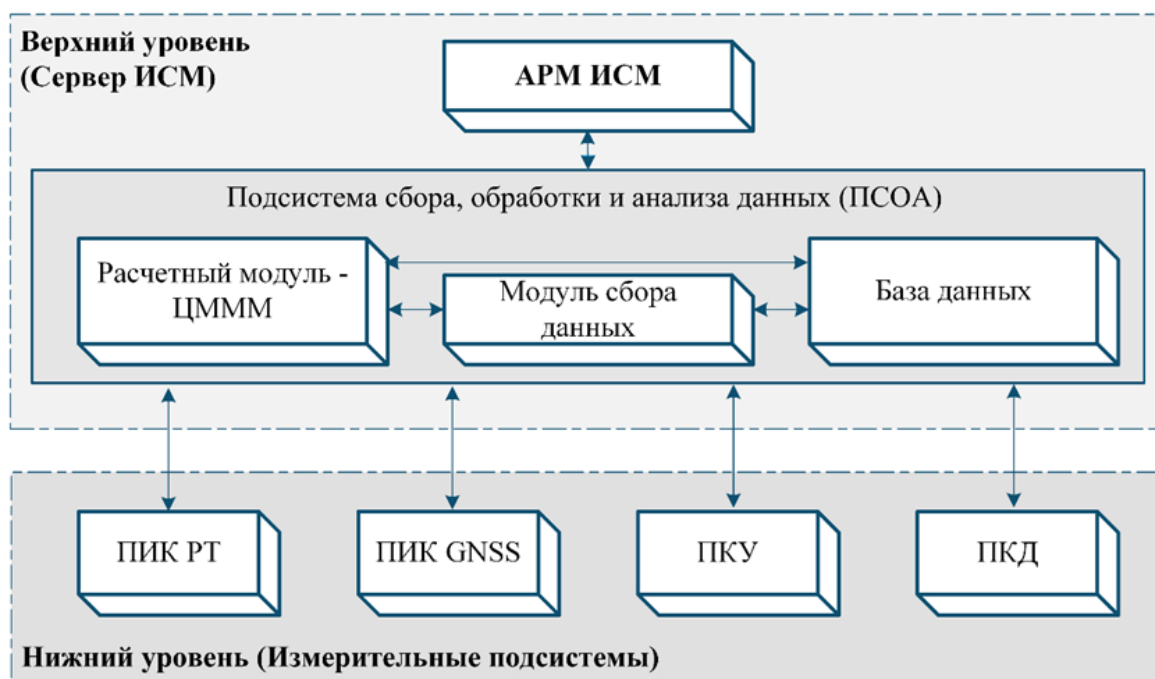 Верхний уровень
(Сервер ИСМ)
АРМ ИСМ
Подсистема сбора, обработки и анализа данных (ПСОА)
Расчетный модуль -
ЦМММ
Модуль сбора
данных
База данных
ПИК РТ
ПИК GNSS
ПКУ
ПКД
Нижний уровень (Измерительные подсистемы)